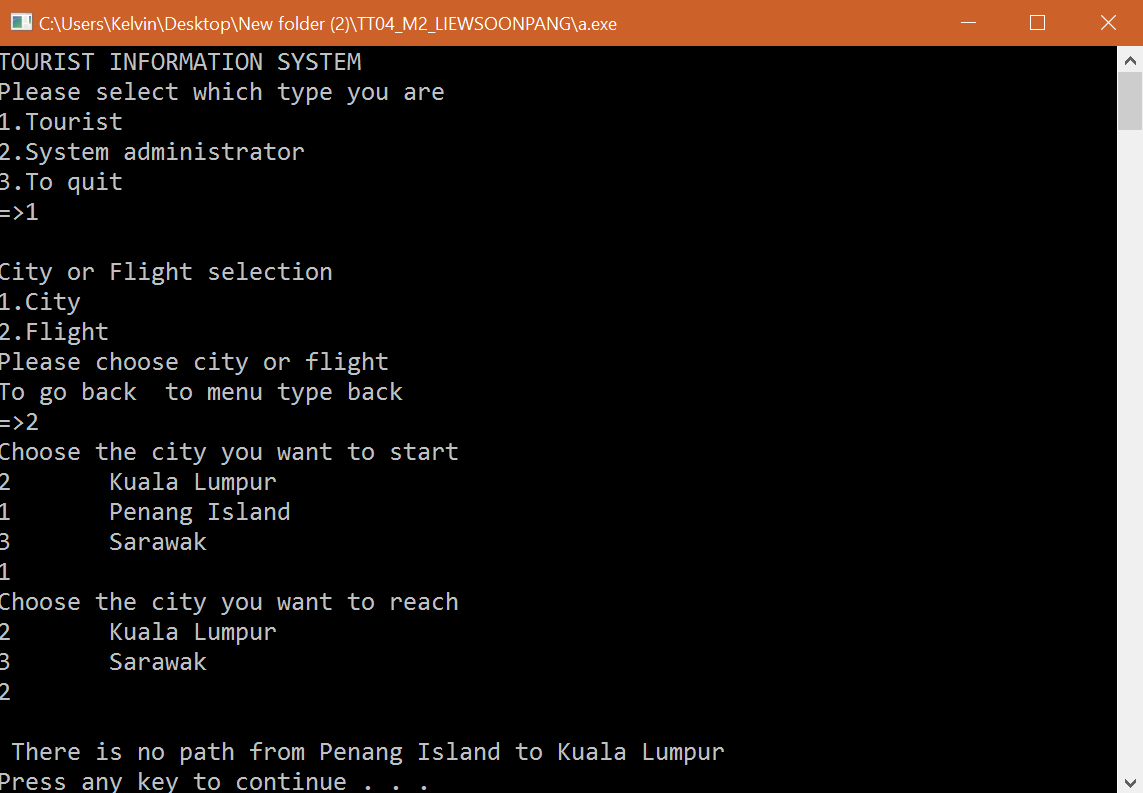 C:\Users\Kelvin\Desktop\New folder (2)\TT04_M2_LIEWSOONPANG\a.exe
TOURIST INFORMATION SYSTEM
Please select which type you are
1.Tourist
2.System administrator
3.To quit
=>1
City or Flight selection
1.City
2.Flight
Please choose city or flight
To go back  to menu type back
=>2
Choose the city you want to start
2       Kuala Lumpur
1       Penang Island
3       Sarawak
1
Choose the city you want to reach
2       Kuala Lumpur
3       Sarawak
2
There is no path from Penang Island to Kuala Lumpur
Press any key to continue . . .